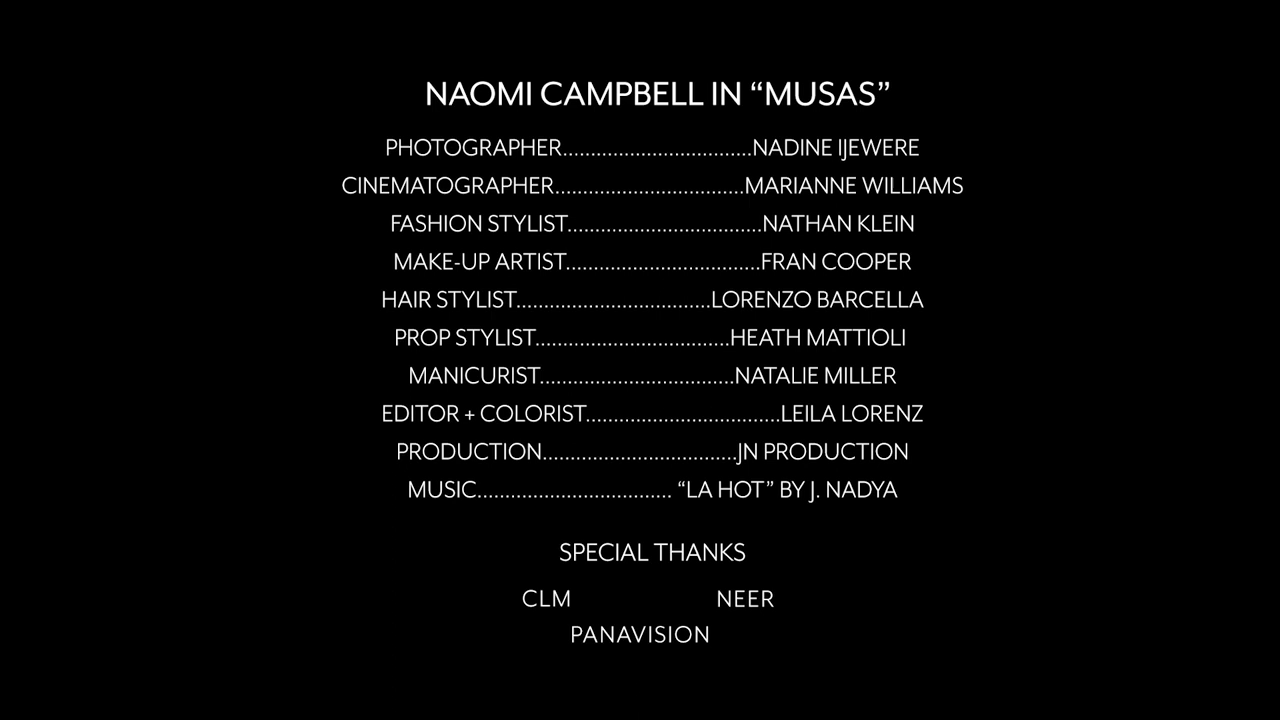 NAOMI CAMPBELL IN “MUSAS”
PHOTOGRAPHER..................................NADINE IJEWERE
CINEMATOGRAPHER..................................MARIANNE WILLIAMS
FASHION STYLIST...................................NATHAN KLEIN
MAKE-UP ARTIST...................................FRAN COOPER
HAIR STYLIST...................................LORENZO BARCELLA
PROP STYLIST...................................HEATH MATTIOLI
MANICURIST...................................NATALIE MILLER
EDITOR + COLORIST...................................LEILA LORENZ
PRODUCTION...................................JN PRODUCTION
MUSIC................................... “LA HOT” BY J. NADYA
SPECIAL THANKS
CLM NEER
PANAVISION